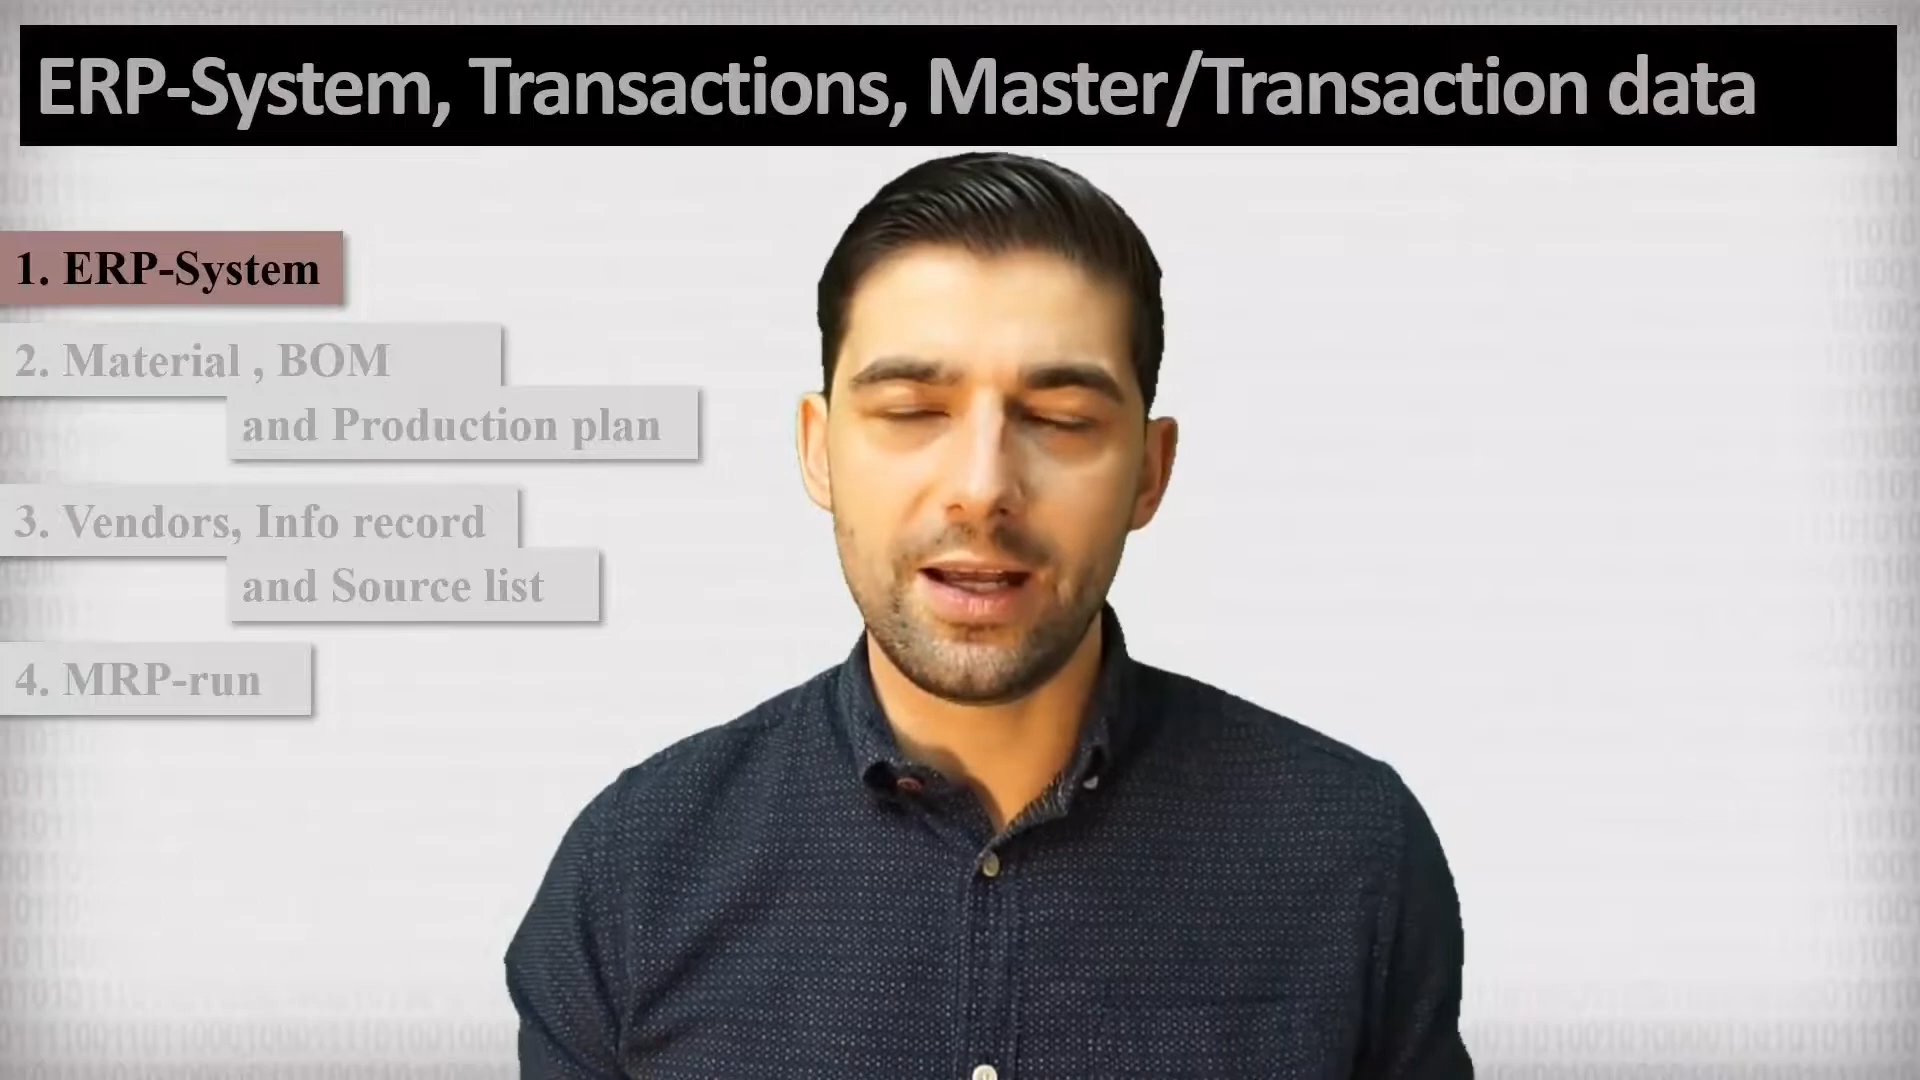 ERP-System, Transactions, Master/Transaction data
1. ERP-System
2. Material , BOM
and Production plan
3. Vendors, Info record
and Source list
4. MRP-run